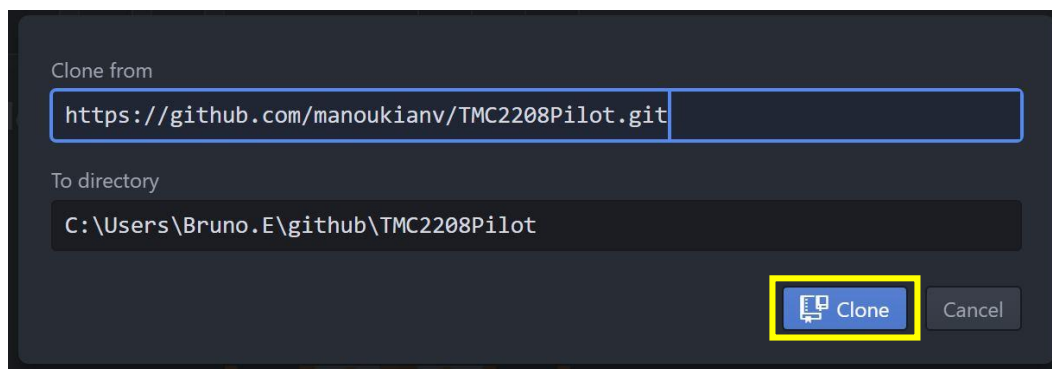 Clone from
https://github.com/manoukianv/TMC2208Pilot.git
To directory
C:\Users\Bruno.E\github\TMC2208Pilot
Clone Cancel